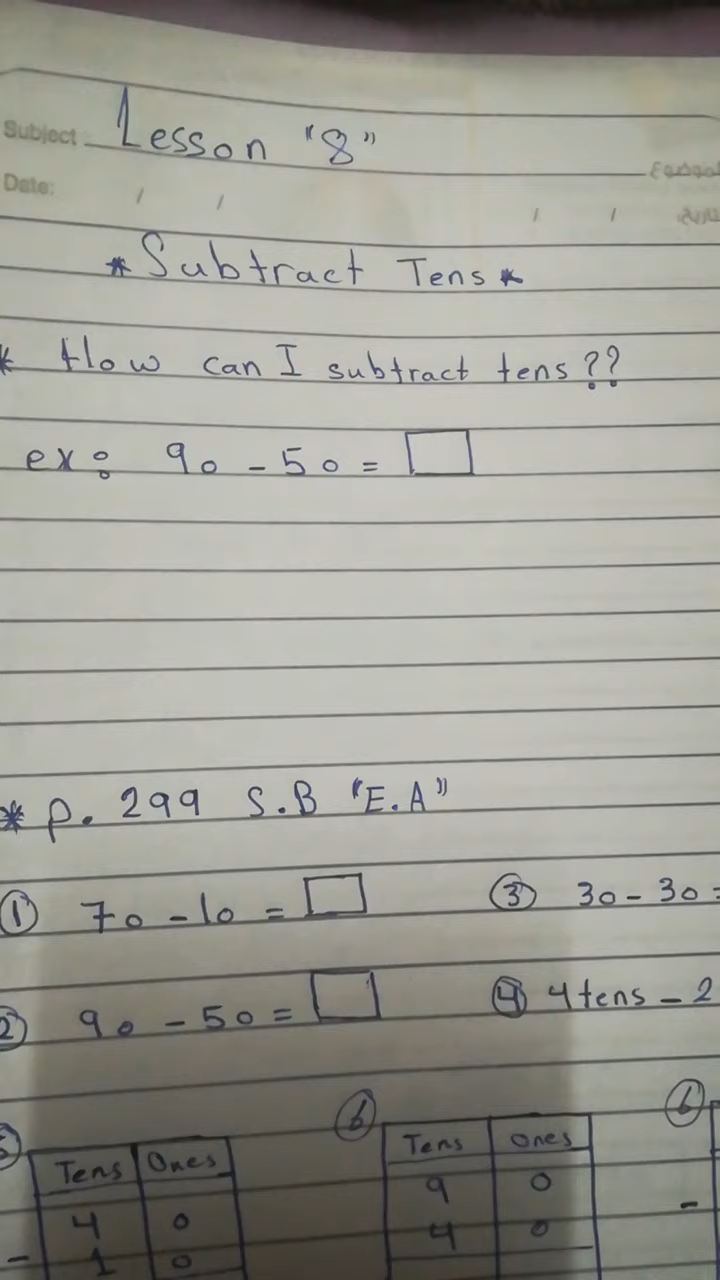 Subject Lesson "8" الموضوع
Date: / / / /
* Subtract Tens *
* How can I subtract tens??
ex: 90 - 50 = □
* p. 299 S.B "E.A"
① 70 - 10 = □ ③ 30 - 30 =
② 90 - 50 = □ ④ 4 tens - 2
⑥ ⑥
Tens Ones Tens Ones
4 0 9 0
- 1 0 4 0 -